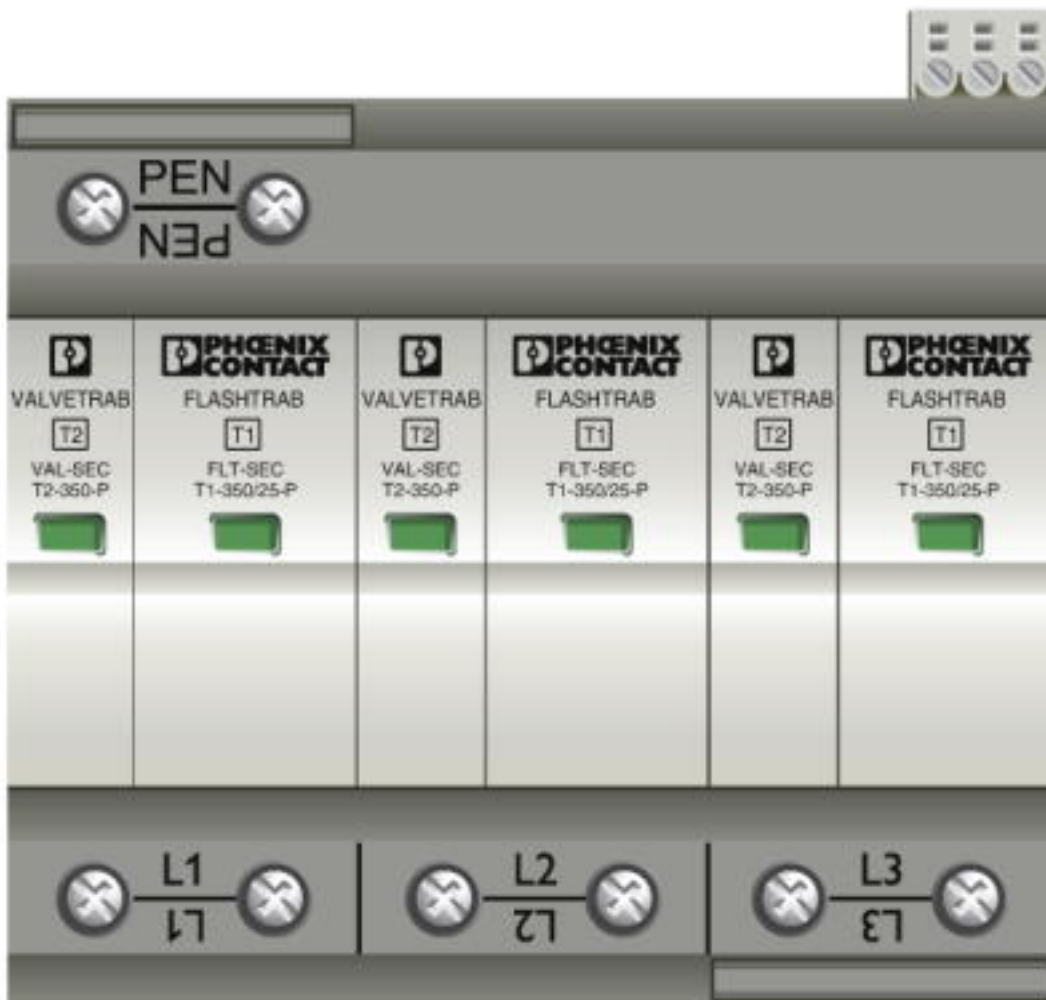 PEN
PEN
VALVETRAB
T2
VAL-SEC
T2-350-P
PHŒNIX
CONTACT
FLASHTRAB
T1
FLT-SEC
T1-350/25-P
VALVETRAB
T2
VAL-SEC
T2-350-P
PHŒNIX
CONTACT
FLASHTRAB
T1
FLT-SEC
T1-350/25-P
VALVETRAB
T2
VAL-SEC
T2-350-P
PHŒNIX
CONTACT
FLASHTRAB
T1
FLT-SEC
T1-350/25-P
L1
L1
L2
L2
L3
L3